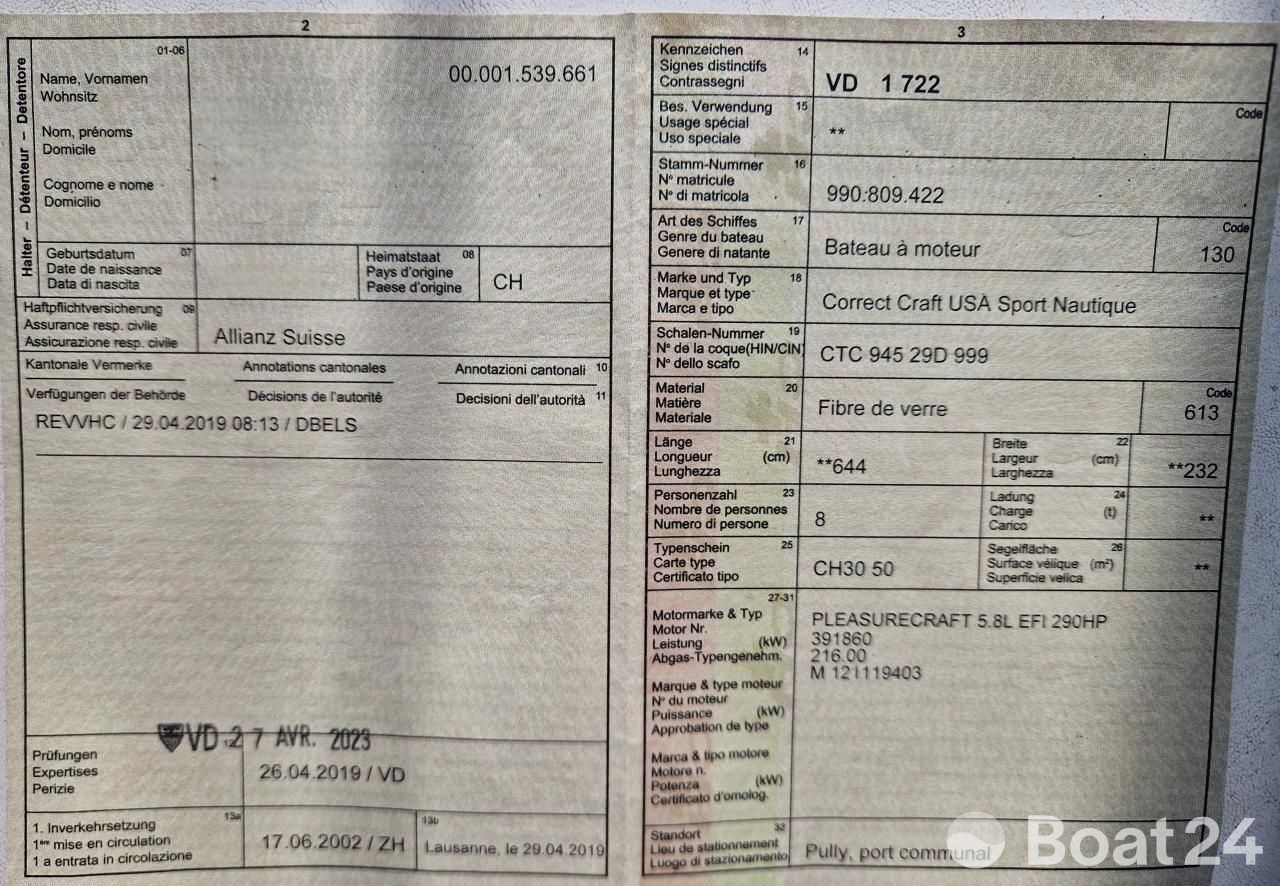 2
Halter – Détenteur – Detentore
01-06
Name, Vornamen
Wohnsitz
Nom, prénoms
Domicile
Cognome e nome
Domicilio
00.001.539.661
Geburtsdatum 07
Date de naissance
Data di nascita
Heimatstaat 08
Pays d'origine
Paese d'origine
CH
Haftpflichtversicherung 09
Assurance resp. civile
Assicurazione resp. civile
Allianz Suisse
Kantonale Vermerke Annotations cantonales Annotazioni cantonali 10
Verfügungen der Behörde Décisions de l'autorité Decisioni dell'autorità 11
REVVHC / 29.04.2019 08:13 / DBELS
VD 27 AVR. 2023
Prüfungen
Expertises
Perizie
26.04.2019 / VD
13a
1. Inverkehrsetzung
1ère mise en circulation
1 a entrata in circolazione
17.06.2002 / ZH
13b
Lausanne, le 29.04.2019
3
Kennzeichen 14
Signes distinctifs
Contrassegni
VD 1 722
Bes. Verwendung 15
Usage spécial
Uso speciale
**
Code
Stamm-Nummer 16
N° matricule
N° di matricola
990.809.422
Art des Schiffes 17
Genre du bateau
Genere di natante
Bateau à moteur
Code
130
Marke und Typ 18
Marque et type
Marca e tipo
Correct Craft USA Sport Nautique
Schalen-Nummer 19
N° de la coque(HIN/CIN)
N° dello scafo
CTC 945 29D 999
Material 20
Matière
Materiale
Fibre de verre
Code
613
Länge 21
Longueur (cm)
Lunghezza
**644
Breite 22
Largeur (cm)
Larghezza
**232
Personenzahl 23
Nombre de personnes
Numero di persone
8
Ladung 24
Charge (t)
Carico
**
Typenschein 25
Carte type
Certificato tipo
CH30 50
Segelfläche 26
Surface vélique (m²)
Superficie velica
**
27-31
Motormarke & Typ
Motor Nr.
Leistung (kW)
Abgas-Typengenehm.
Marque & type moteur
N° du moteur
Puissance (kW)
Approbation de type
Marca & tipo motore
Motore n.
Potenza (kW)
Certificato d'omolog.
PLEASURECRAFT 5.8L EFI 290HP
391860
216.00
M 121119403
Standort 32
Lieu de stationnement
Luogo di stazionamento
Pully, port communal
Boat24